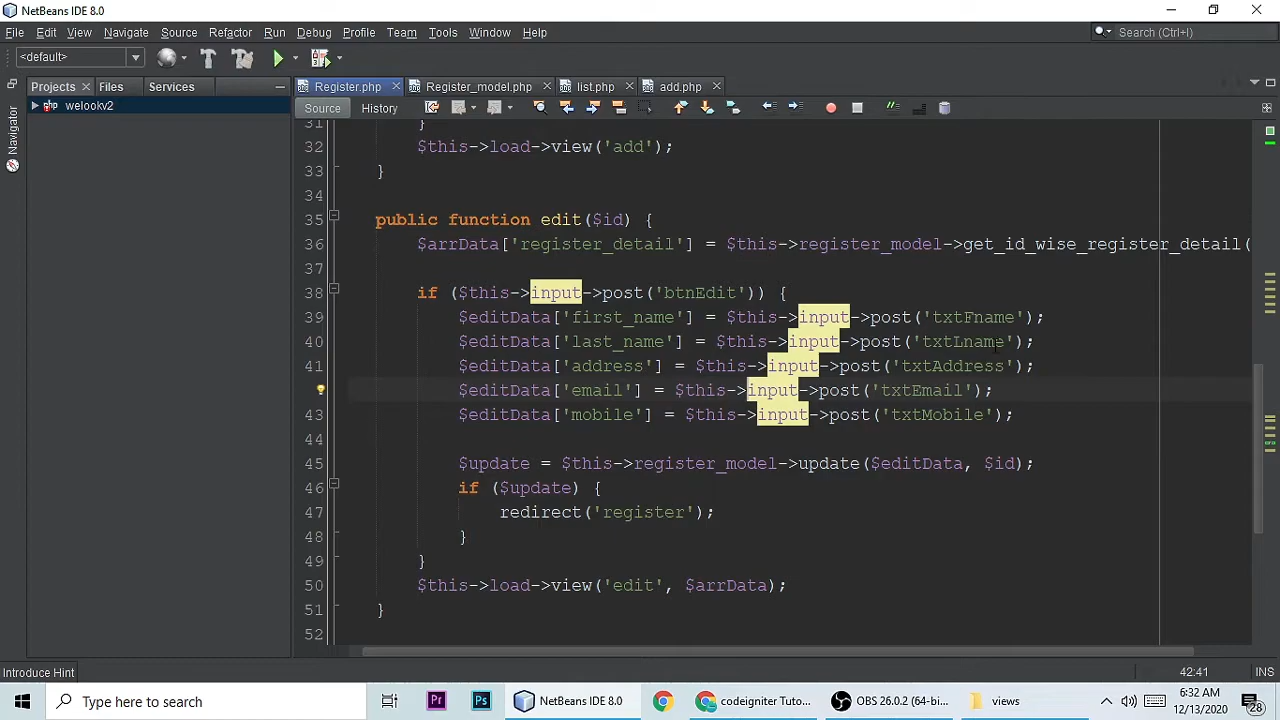 NetBeans IDE 8.0
File Edit View Navigate Source Refactor Run Debug Profile Team Tools Window Help
Search (Ctrl+I)
<default>
Projects Files Services
Register.php Register_model.php list.php add.php
Navigator
welookv2
Source History
31 }
32 $this->load->view('add');
33 }
34
35 public function edit($id) {
36 $arrData['register_detail'] = $this->register_model->get_id_wise_register_detail(
37
38 if ($this->input->post('btnEdit')) {
39 $editData['first_name'] = $this->input->post('txtFname');
40 $editData['last_name'] = $this->input->post('txtLname');
41 $editData['address'] = $this->input->post('txtAddress');
$editData['email'] = $this->input->post('txtEmail');
43 $editData['mobile'] = $this->input->post('txtMobile');
44
45 $update = $this->register_model->update($editData, $id);
46 if ($update) {
47 redirect('register');
48 }
49 }
50 $this->load->view('edit', $arrData);
51 }
52
Introduce Hint
42:41 INS
Type here to search
Pr
Ps
NetBeans IDE 8.0
codeigniter Tuto...
OBS 26.0.2 (64-bi...
views
6:32 AM
12/13/2020
28